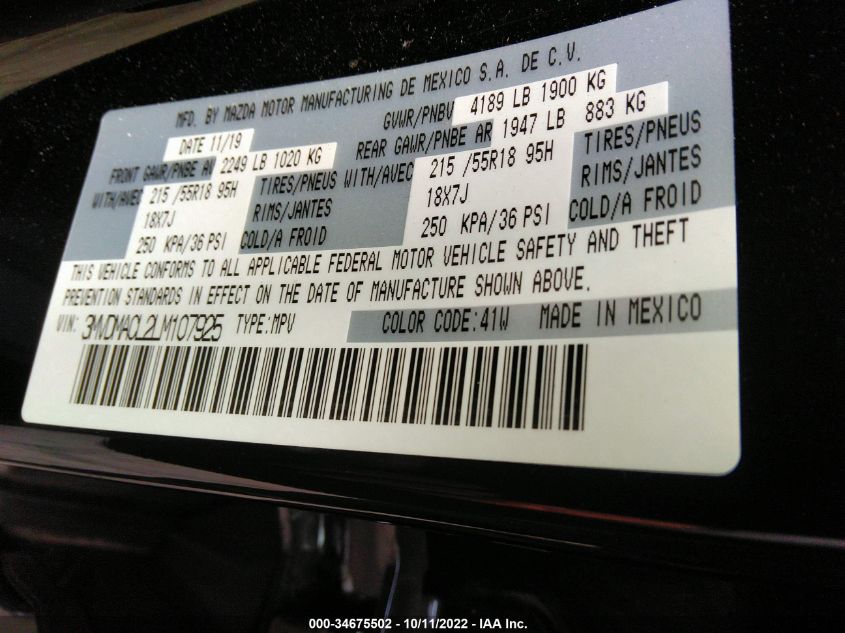 MFD. BY MAZDA MOTOR MANUFACTURING DE MEXICO S.A. DE C.V.
DATE 11/19 GVWR/PNBV 4189 LB 1900 KG
FRONT GAWR/PNBE AV 2249 LB 1020 KG REAR GAWR/PNBE AR 1947 LB 883 KG
WITH/AVEC 215 /55R18 95H TIRES/PNEUS WITH/AVEC 215 /55R18 95H TIRES/PNEUS
18X7J RIMS/JANTES 18X7J RIMS/JANTES
250 KPA/36 PSI COLD/A FROID 250 KPA/36 PSI COLD/A FROID
THIS VEHICLE CONFORMS TO ALL APPLICABLE FEDERAL MOTOR VEHICLE SAFETY AND THEFT
PREVENTION STANDARDS IN EFFECT ON THE DATE OF MANUFACTURE SHOWN ABOVE.
VIN: 3MVDMACL2LM107925 TYPE:MPV COLOR CODE:41W MADE IN MEXICO
000-34675502 - 10/11/2022 - IAA Inc.